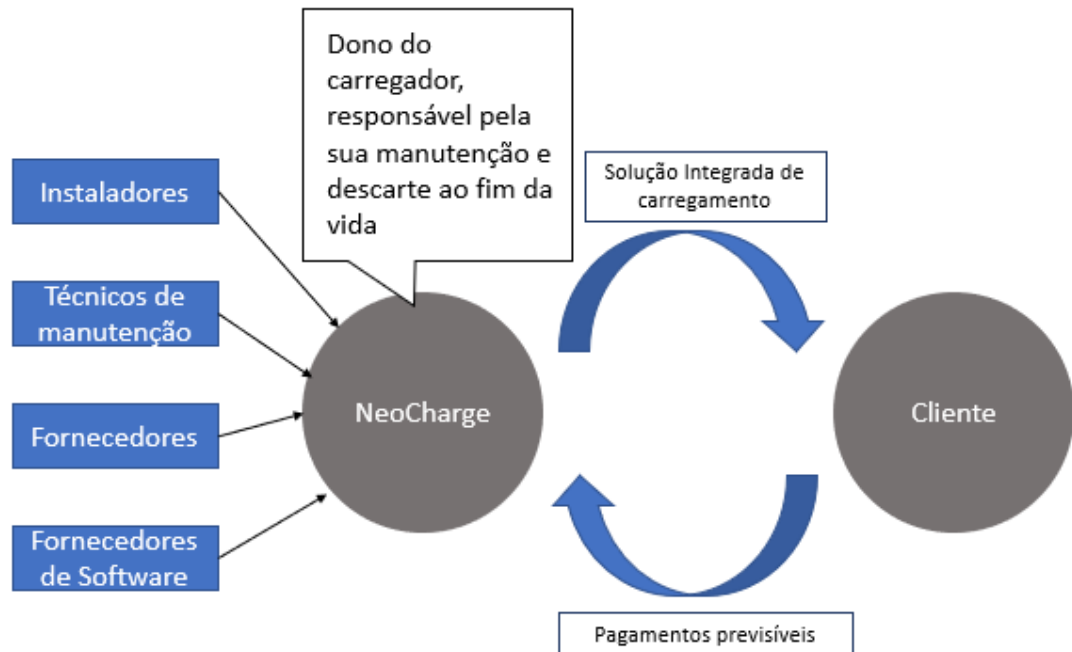 Dono do
carregador,
responsável pela
sua manutenção e
descarte ao fim da
vida
Instaladores
Técnicos de
manutenção
Fornecedores
Fornecedores
de Software
NeoCharge
Solução Integrada de
carregamento
Cliente
Pagamentos previsíveis